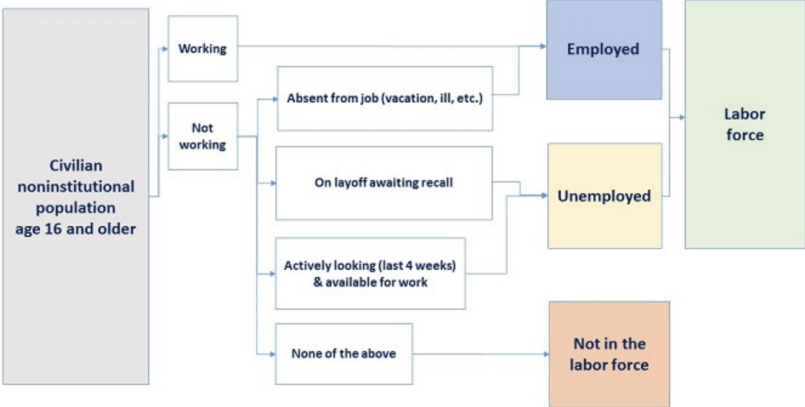 Civilian
noninstitutional
population
age 16 and older
Working
Not
working
Absent from job (vacation, ill, etc.)
On layoff awaiting recall
Actively looking (last 4 weeks)
& available for work
None of the above
Employed
Unemployed
Not in the
labor force
Labor
force